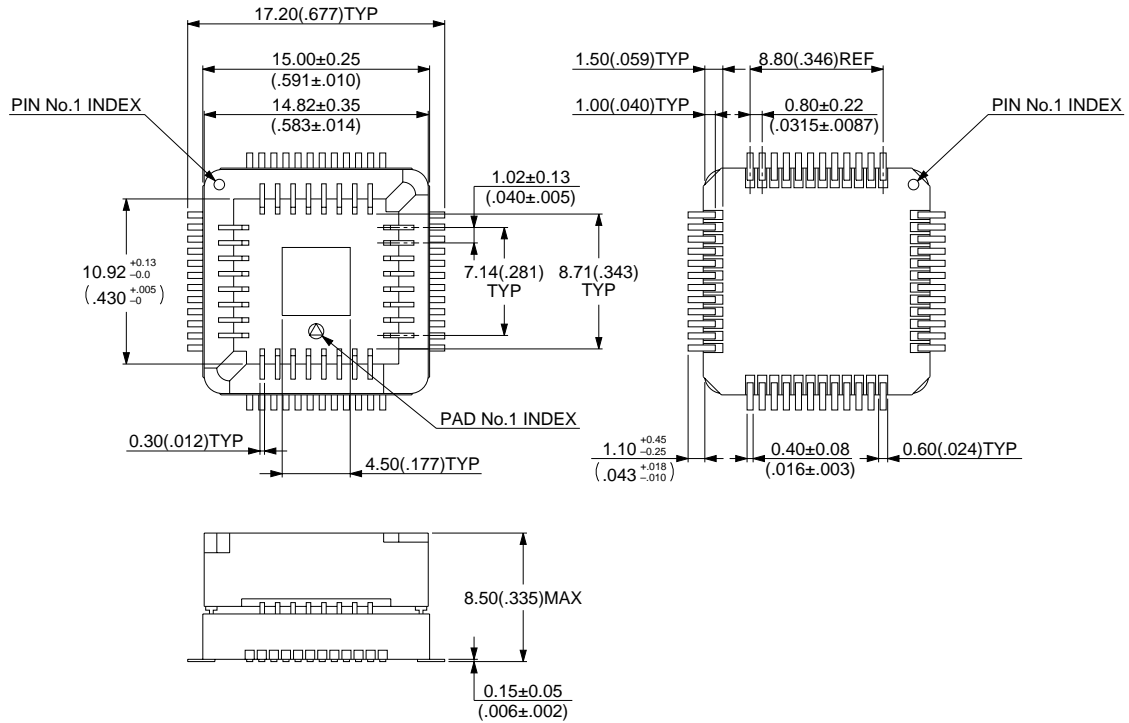 17.20(.677)TYP
15.00±0.25
(.591±.010)
14.82±0.35
(.583±.014)
PIN No.1 INDEX
1.02±0.13
(.040±.005)
10.92 +0.13 –0.0
(.430 +.005 –0)
7.14(.281)
TYP
8.71(.343)
TYP
PAD No.1 INDEX
0.30(.012)TYP
4.50(.177)TYP
1.50(.059)TYP
8.80(.346)REF
1.00(.040)TYP
0.80±0.22
(.0315±.0087)
PIN No.1 INDEX
1.10 +0.45 –0.25
(.043 +.018 –.010)
0.40±0.08
(.016±.003)
0.60(.024)TYP
8.50(.335)MAX
0.15±0.05
(.006±.002)